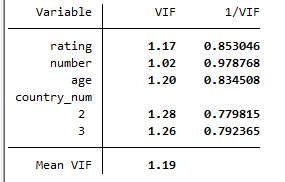 Variable VIF 1/VIF
rating 1.17 0.853046
number 1.02 0.978768
age 1.20 0.834508
country_num
2 1.28 0.779815
3 1.26 0.792365
Mean VIF 1.19